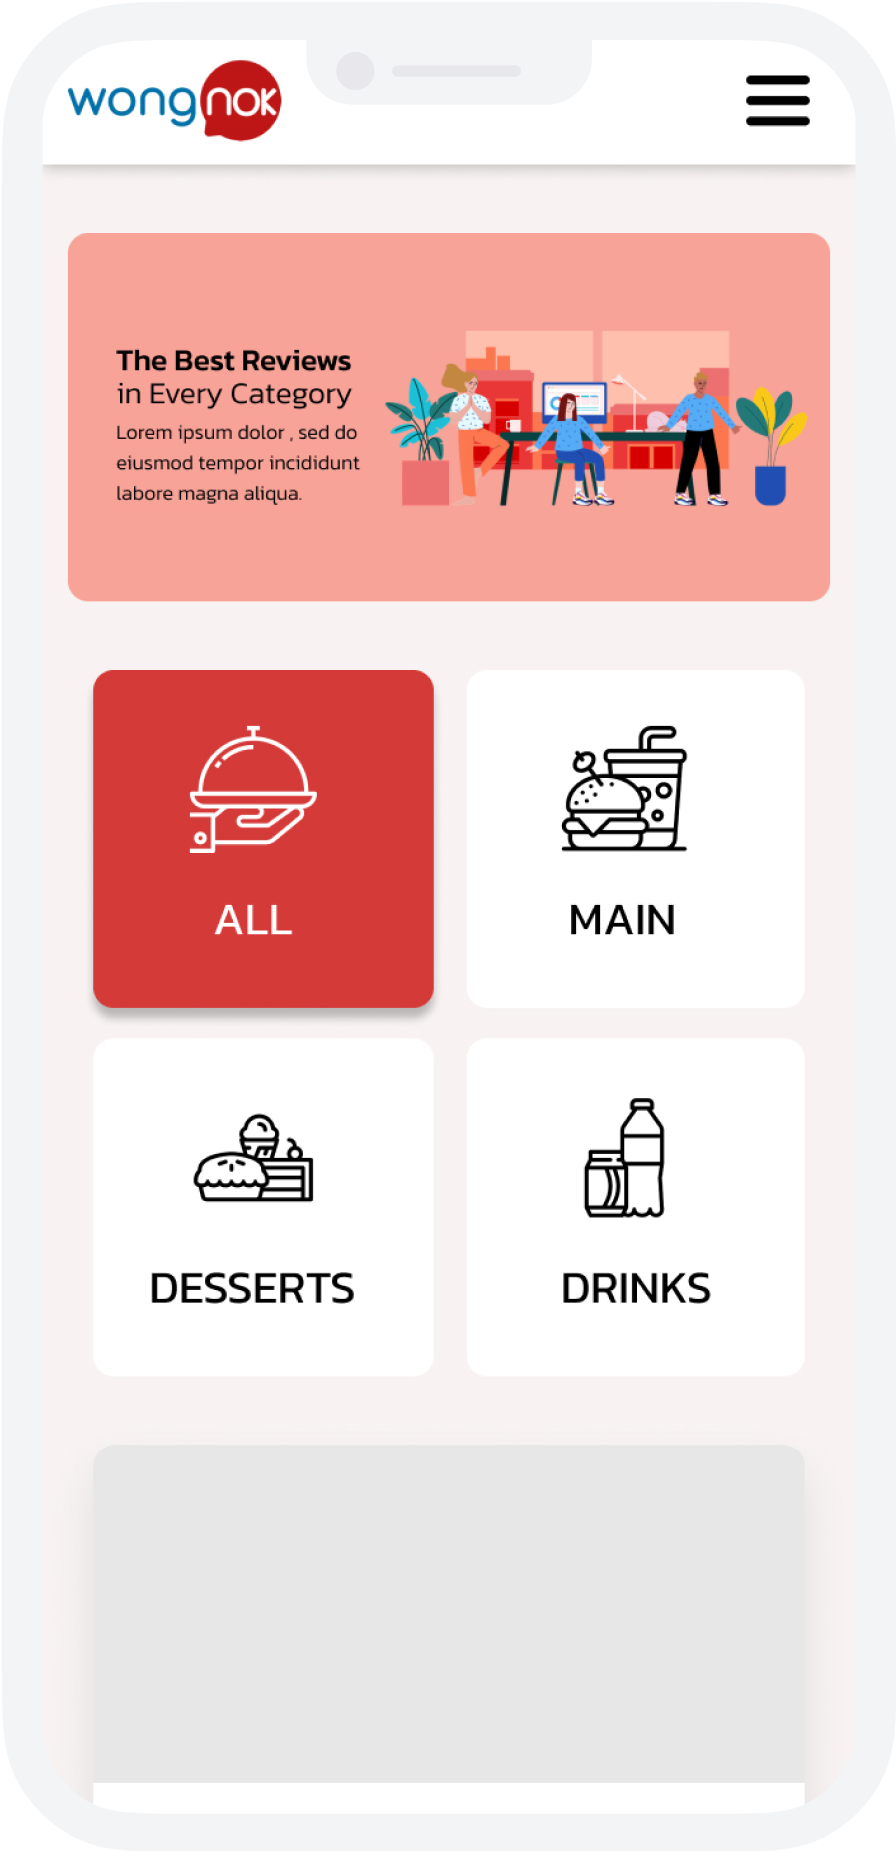 wongnok
The Best Reviews
in Every Category
Lorem ipsum dolor , sed do
eiusmod tempor incididunt
labore magna aliqua.
ALL
MAIN
DESSERTS
DRINKS